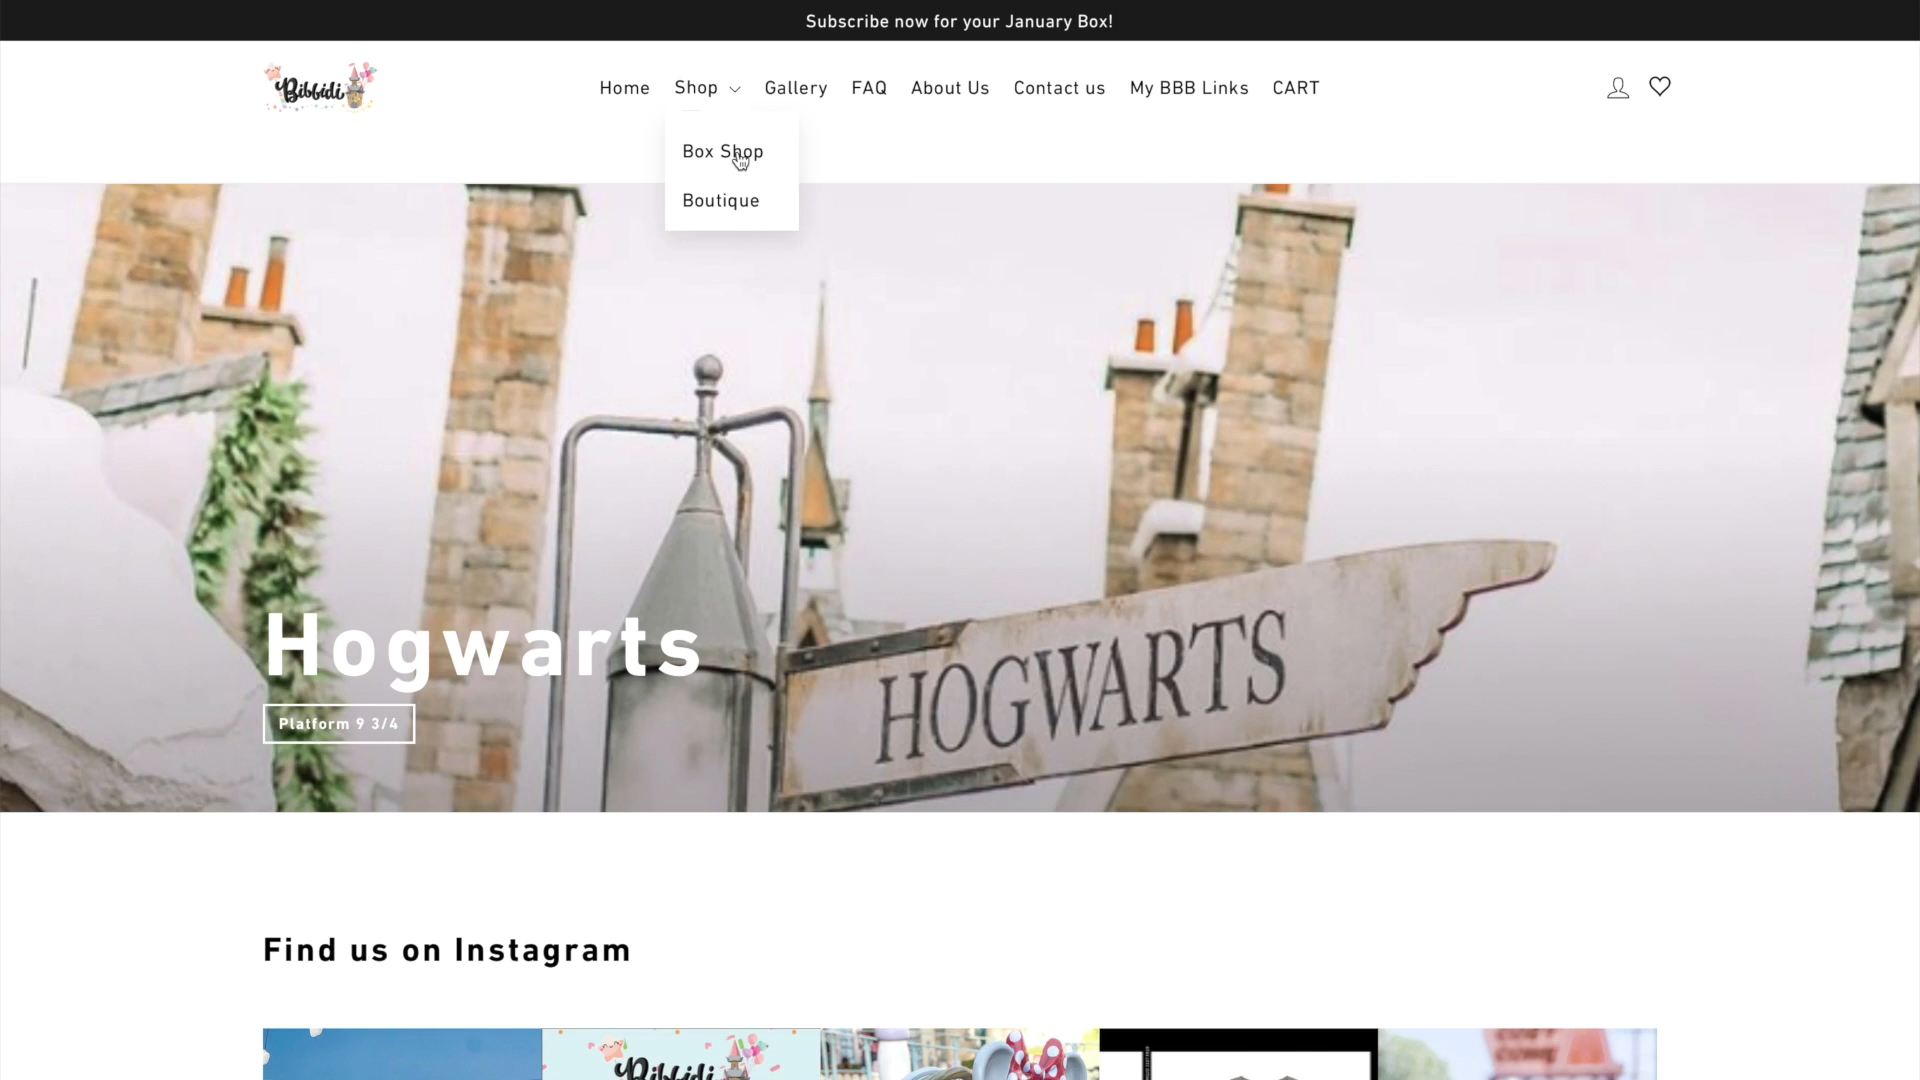 Subscribe now for your January Box!
Bibbidi
Home Shop Gallery FAQ About Us Contact us My BBB Links CART
Box Shop
Boutique
Hogwarts
Platform 9 3/4
HOGWARTS
Find us on Instagram
Bibbidi